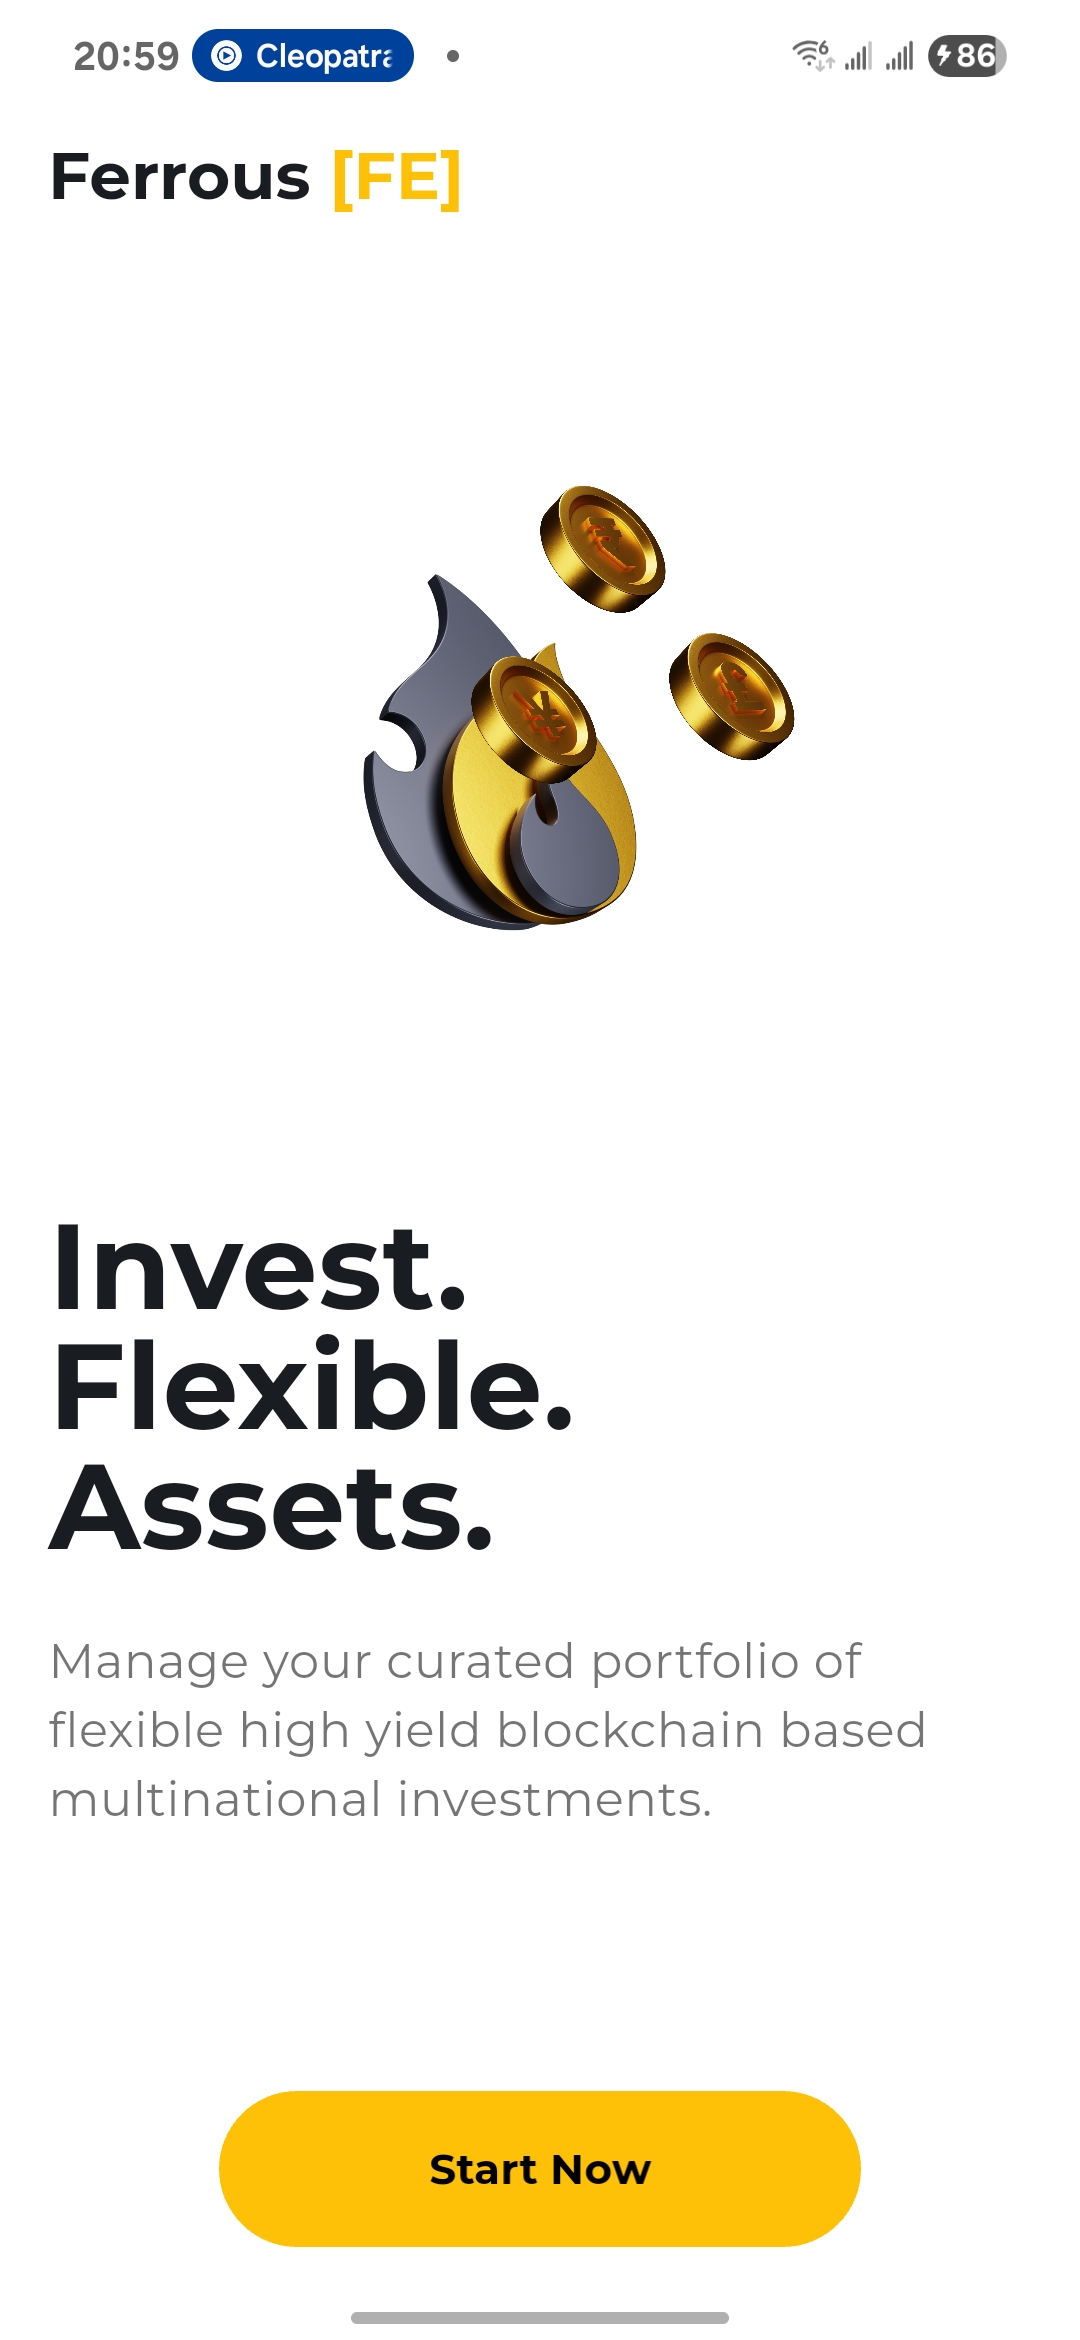 20:59
86
Ferrous [FE]
Invest.
Flexible.
Assets.
Manage your curated portfolio of
flexible high yield blockchain based
multinational investments.
Start Now